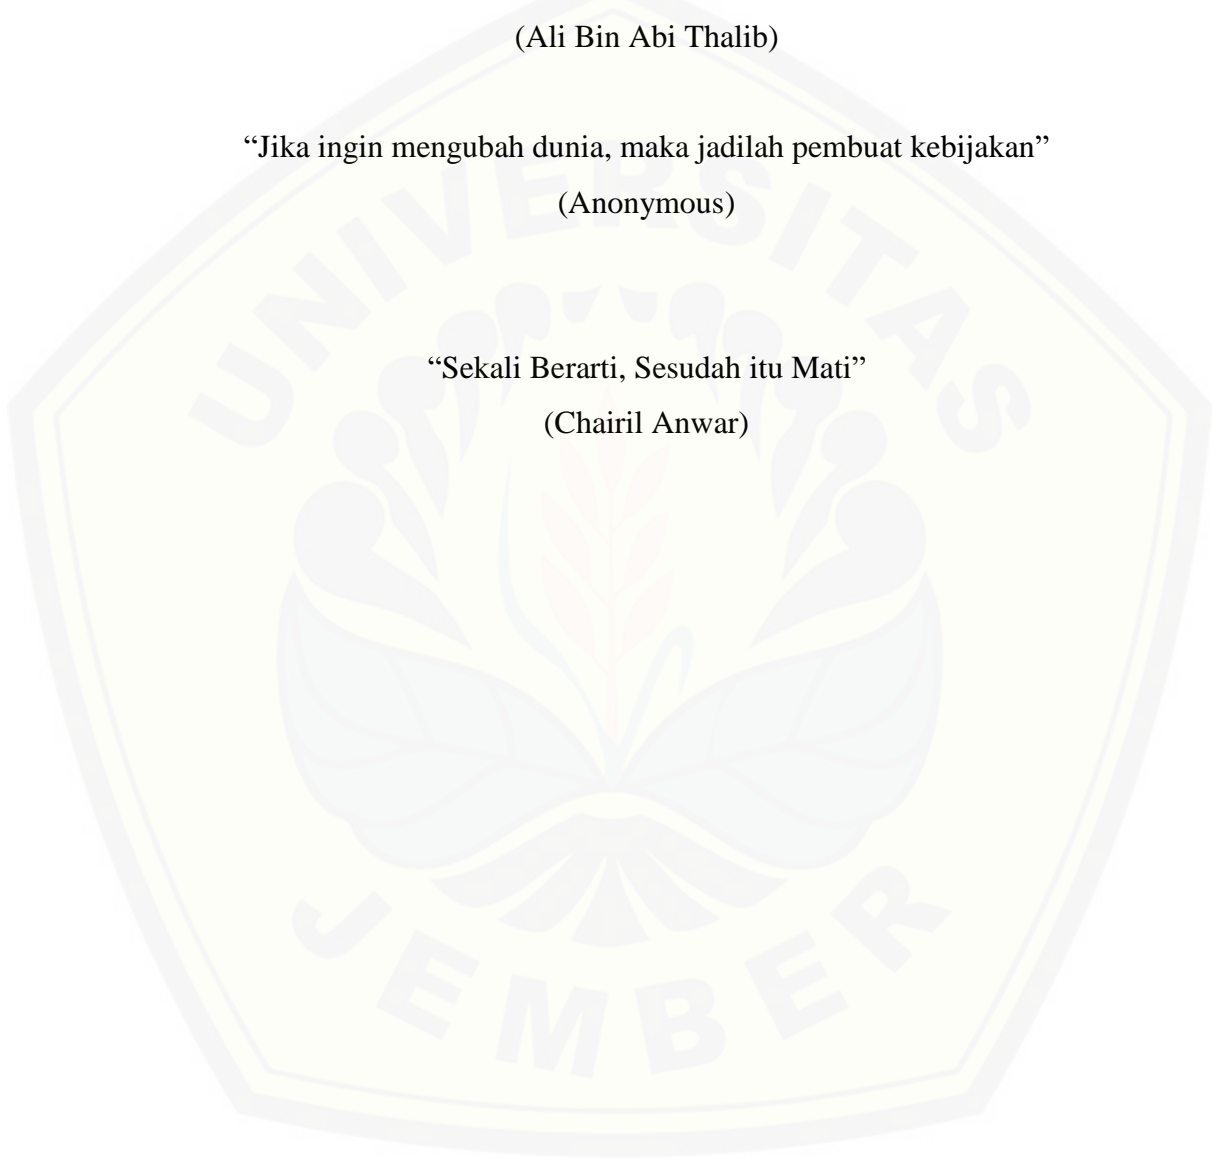 (Ali Bin Abi Thalib)
“Jika ingin mengubah dunia, maka jadilah pembuat kebijakan”
(Anonymous)
“Sekali Berarti, Sesudah itu Mati”
(Chairil Anwar)
UNIVERSITAS
JEMBER